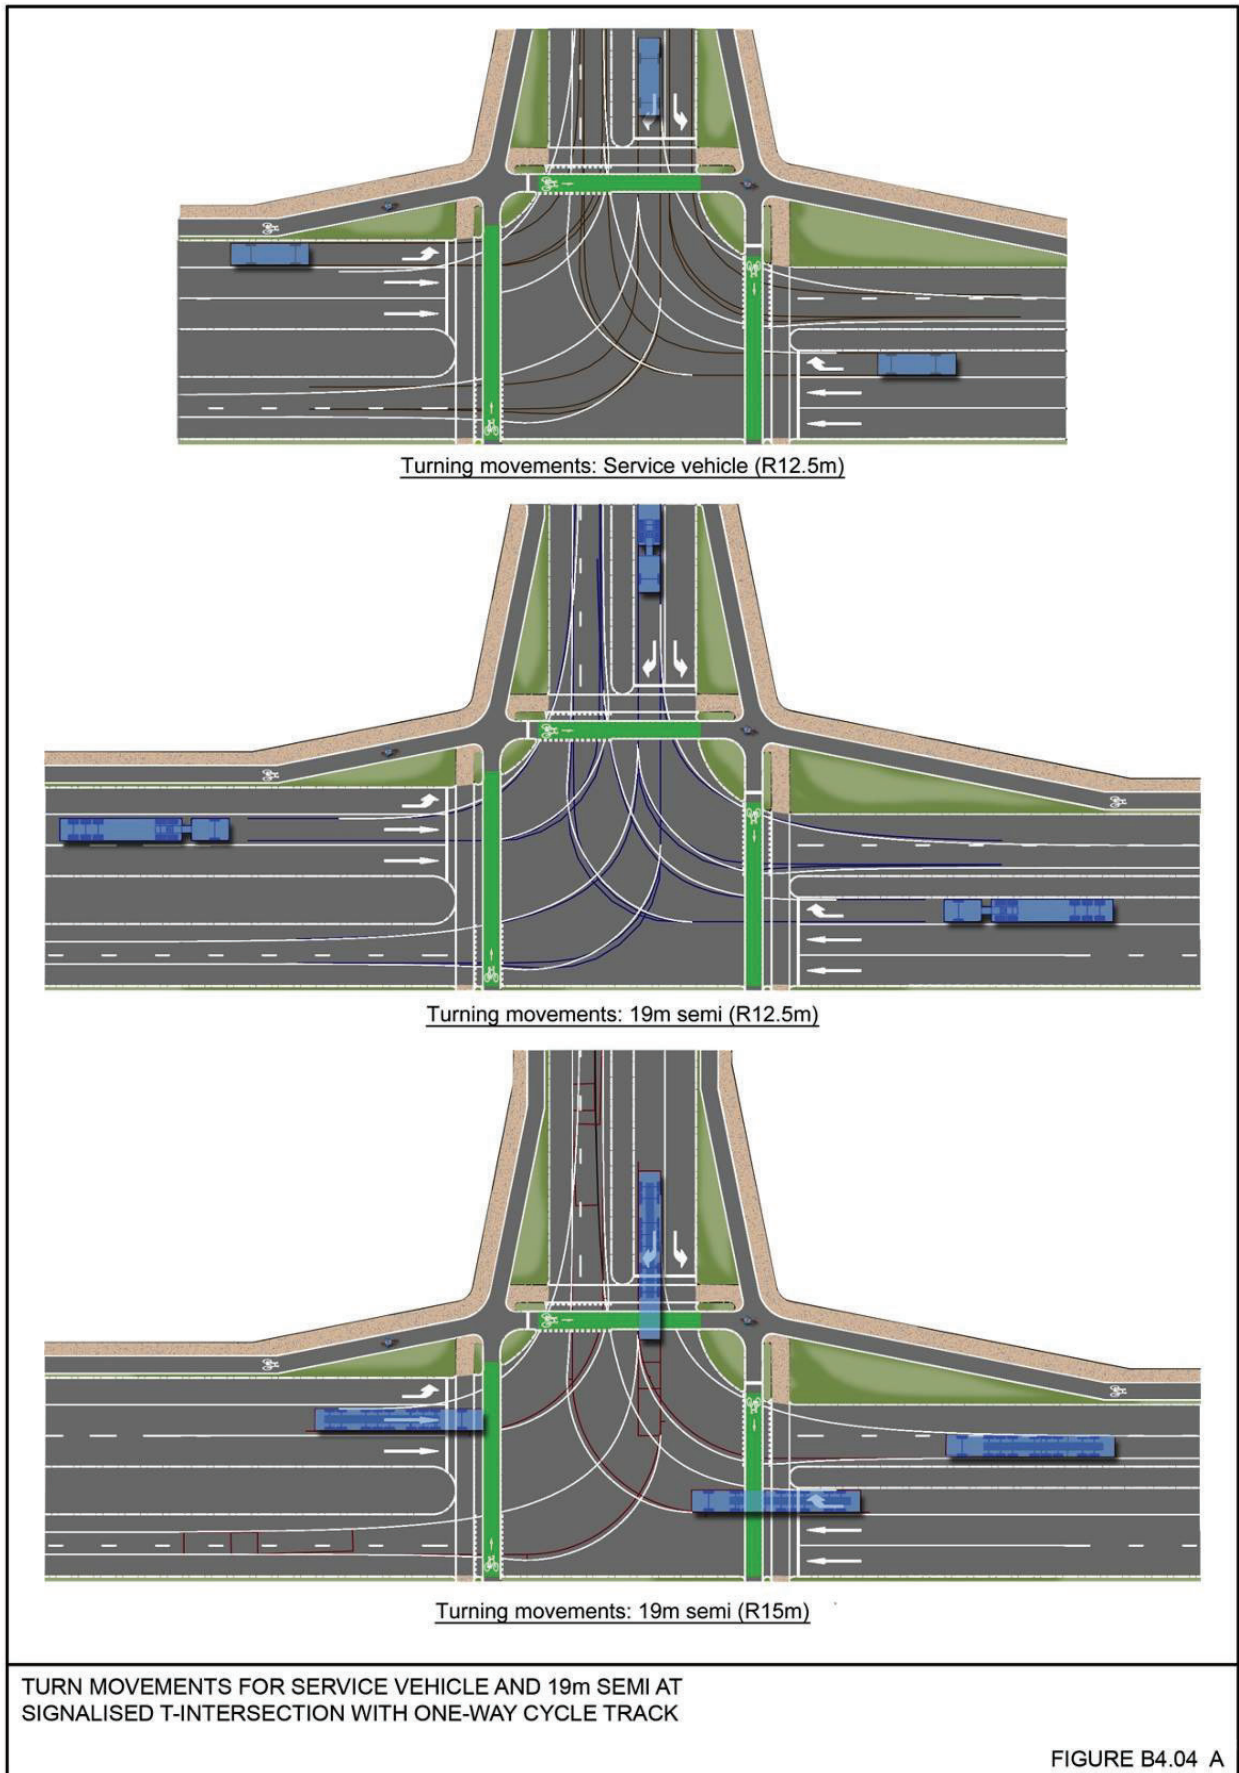 Turning movements: Service vehicle (R12.5m)
Turning movements: 19m semi (R12.5m)
Turning movements: 19m semi (R15m)
TURN MOVEMENTS FOR SERVICE VEHICLE AND 19m SEMI AT
SIGNALISED T-INTERSECTION WITH ONE-WAY CYCLE TRACK
FIGURE B4.04 A